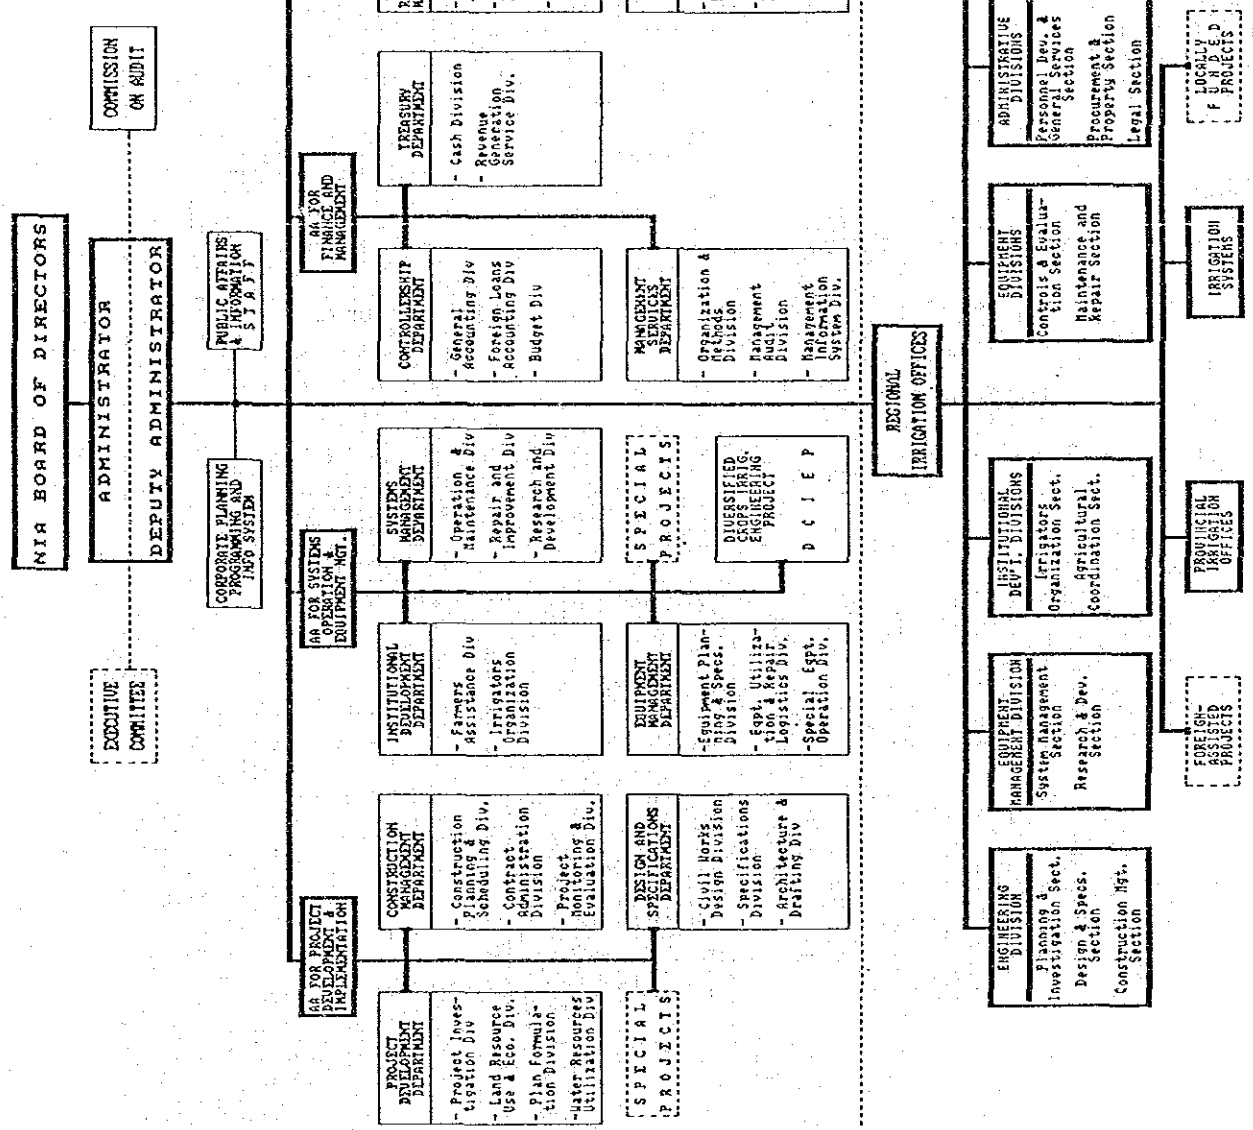 NIA BOARD OF DIRECTORS
ADMINISTRATOR
DEPUTY ADMINISTRATOR
EXECUTIVE
COMMITTEE
COMMISSION
ON AUDIT
CORPORATE PLANNING
PROGRAMMING AND
INFO SYSTEM
PUBLIC AFFAIRS
& INFORMATION
S T A F F
AA FOR PROJECT
DEVELOPMENT &
IMPLEMENTATION
AA FOR SYSTEMS
OPERATION &
EQUIPMENT MGT.
AA FOR
FINANCE AND
MANAGEMENT
PROJECT
DEVELOPMENT
DEPARTMENT
- Project Inves-
tigation Div
- Land Resource
Use & Eco. Div.
- Plan Formula-
tion Division
-Water Resources
Utilization Div
CONSTRUCTION
MANAGEMENT
DEPARTMENT
- Construction
Planning &
Scheduling Div.
- Contract
Administration
Division
- Project
Monitoring &
Evaluation Div.
INSTITUTIONAL
DEVELOPMENT
DEPARTMENT
- Farmers
Assistance Div
- Irrigators
Organization
Division
SYSTEMS
MANAGEMENT
DEPARTMENT
- Operation &
Maintenance Div
- Repair and
Improvement Div
- Research and
Development Div
CONTROLLERSHIP
DEPARTMENT
- General
Accounting Div
- Foreign Loans
Accounting Div
- Budget Div
TREASURY
DEPARTMENT
- Cash Division
- Revenue
Generation
Service Div.
S P E C I A L
P R O J E C T S
DESIGN AND
SPECIFICATIONS
DEPARTMENT
- Civil Works
Design Division
- Specifications
Division
- Architecture &
Drafting Div
EQUIPMENT
MANAGEMENT
DEPARTMENT
-Equipment Plan-
ning & Specs.
Division
- Eqpt. Utiliza-
tion & Repair
Logistics Div.
-Special Eqpt.
Operation Div.
S P E C I A L
P R O J E C T S
DIVERSIFIED
CROPS IRRIG.
ENGINEERING
PROJECT
D C I E P
MANAGEMENT
SERVICES
DEPARTMENT
- Organization &
Methods
Division
- Management
Audit
Division
- Management
Information
System Div.
REGIONAL
IRRIGATION OFFICES
ENGINEERING
DIVISION
Planning &
Investigation Sect.
Design & Specs.
Section
Construction Mgt.
Section
EQUIPMENT
MANAGEMENT DIVISION
System Management
Section
Research & Dev.
Section
INSTITUTIONAL
DEV'T. DIVISIONS
Irrigators
Organization Sect.
Agricultural
Coordination Sect.
EQUIPMENT
DIVISIONS
Controls & Evalua-
tion Section
Maintenance and
Repair Section
ADMINISTRATIVE
DIVISIONS
Personnel Dev. &
General Services
Section
Procurement &
Property Section
Legal Section
FOREIGN-
ASSISTED
PROJECTS
PROVINCIAL
IRRIGATION
OFFICES
IRRIGATION
SYSTEMS
LOCALLY
F U N D E D
PROJECTS